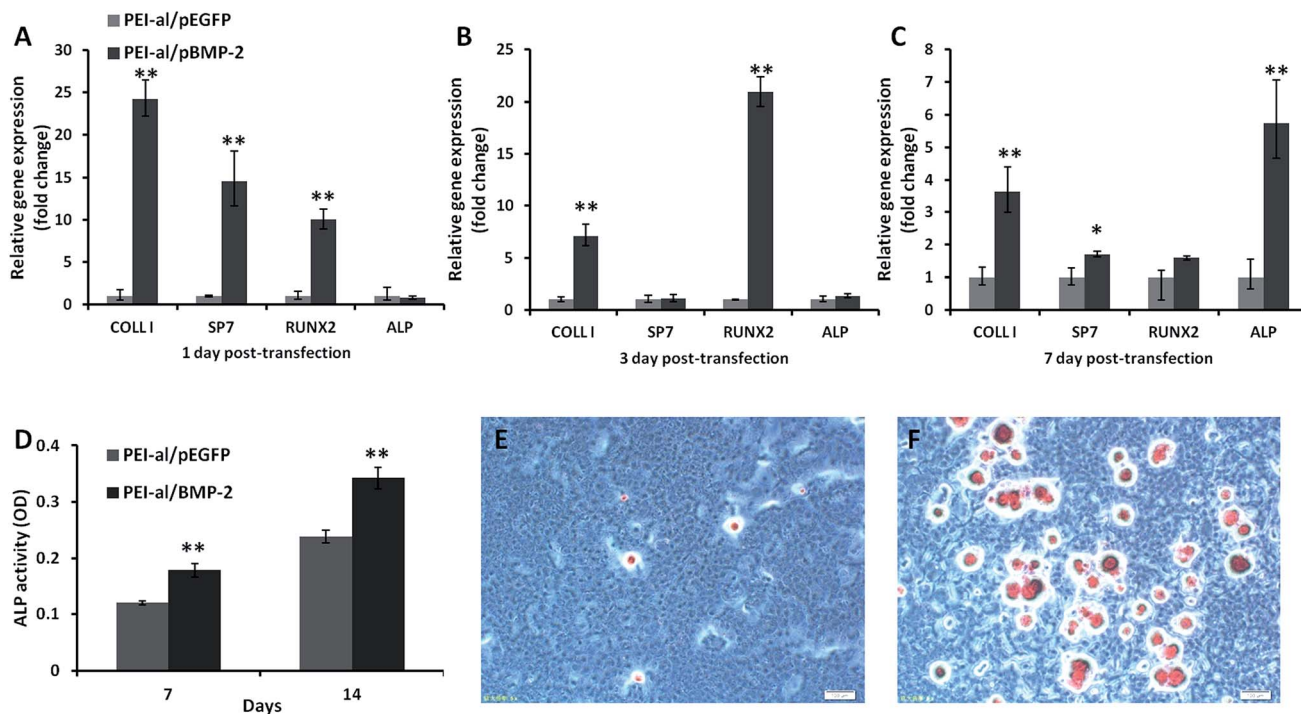 A
PEI-al/pEGFP
PEI-al/pBMP-2
Relative gene expression
(fold change)
30
25
20
15
10
5
0
**
**
**
COLL I SP7 RUNX2 ALP
1 day post-transfection
B
Relative gene expression
(fold change)
25
20
15
10
5
0
**
**
COLL I SP7 RUNX2 ALP
3 day post-transfection
C
Relative gene expression
(fold change)
8
7
6
5
4
3
2
1
0
**
*
**
COLL I SP7 RUNX2 ALP
7 day post-transfection
D
PEI-al/pEGFP
PEI-al/BMP-2
ALP activity (OD)
0.4
0.3
0.2
0.1
0
**
**
7 14
Days
E
F